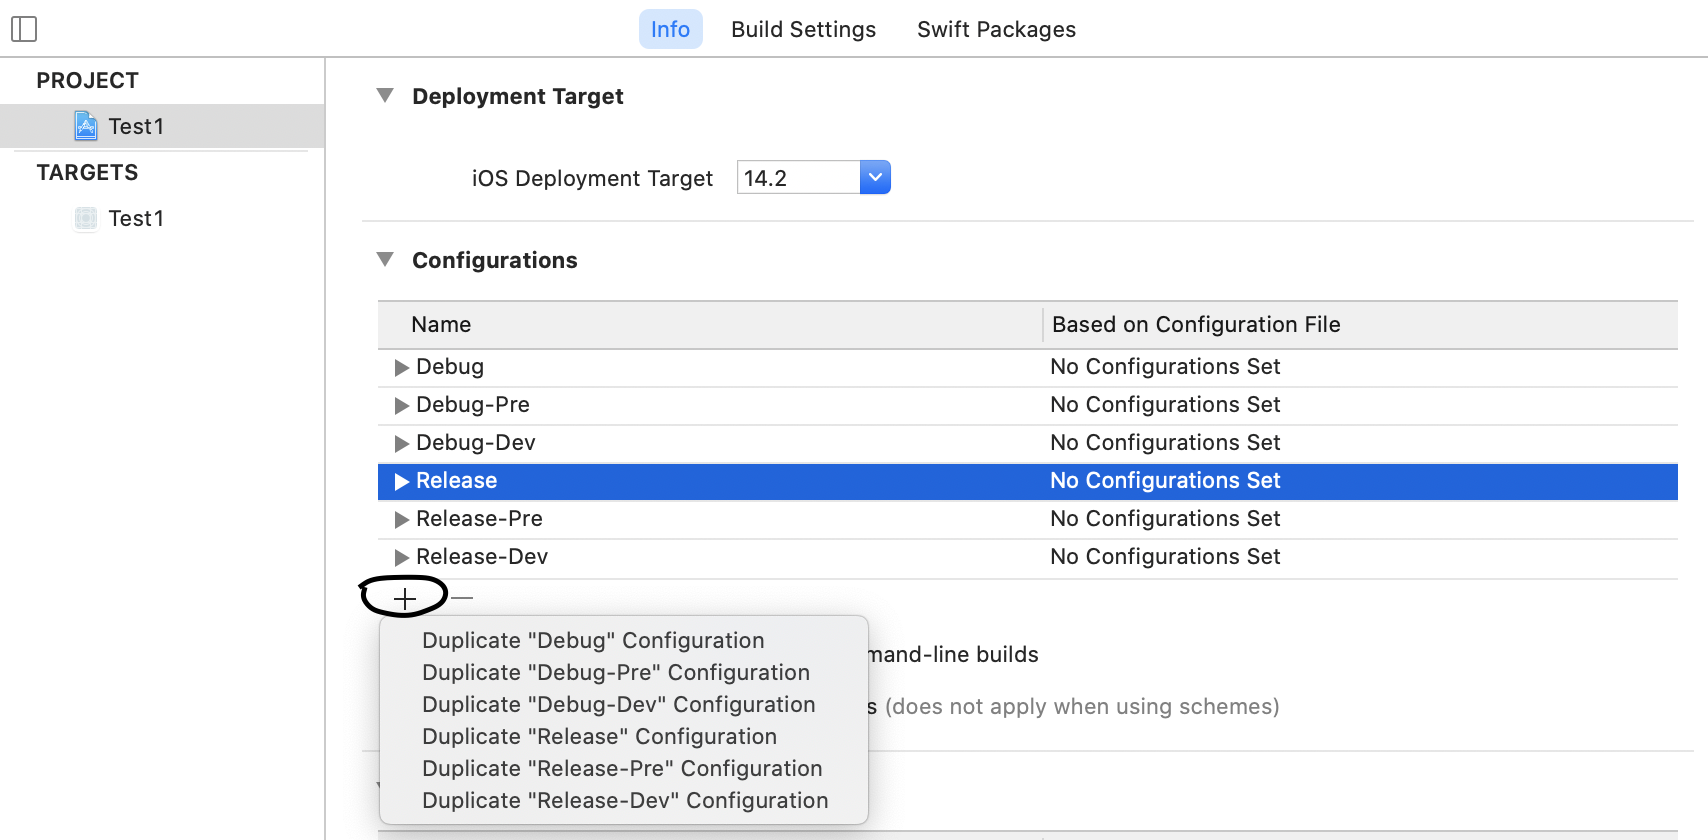 Info Build Settings Swift Packages
PROJECT
Test1
TARGETS
Test1
Deployment Target
iOS Deployment Target 14.2
Configurations
Name Based on Configuration File
Debug No Configurations Set
Debug-Pre No Configurations Set
Debug-Dev No Configurations Set
Release No Configurations Set
Release-Pre No Configurations Set
Release-Dev No Configurations Set
Duplicate "Debug" Configuration
mand-line builds
Duplicate "Debug-Pre" Configuration
Duplicate "Debug-Dev" Configuration
s (does not apply when using schemes)
Duplicate "Release" Configuration
Duplicate "Release-Pre" Configuration
Duplicate "Release-Dev" Configuration